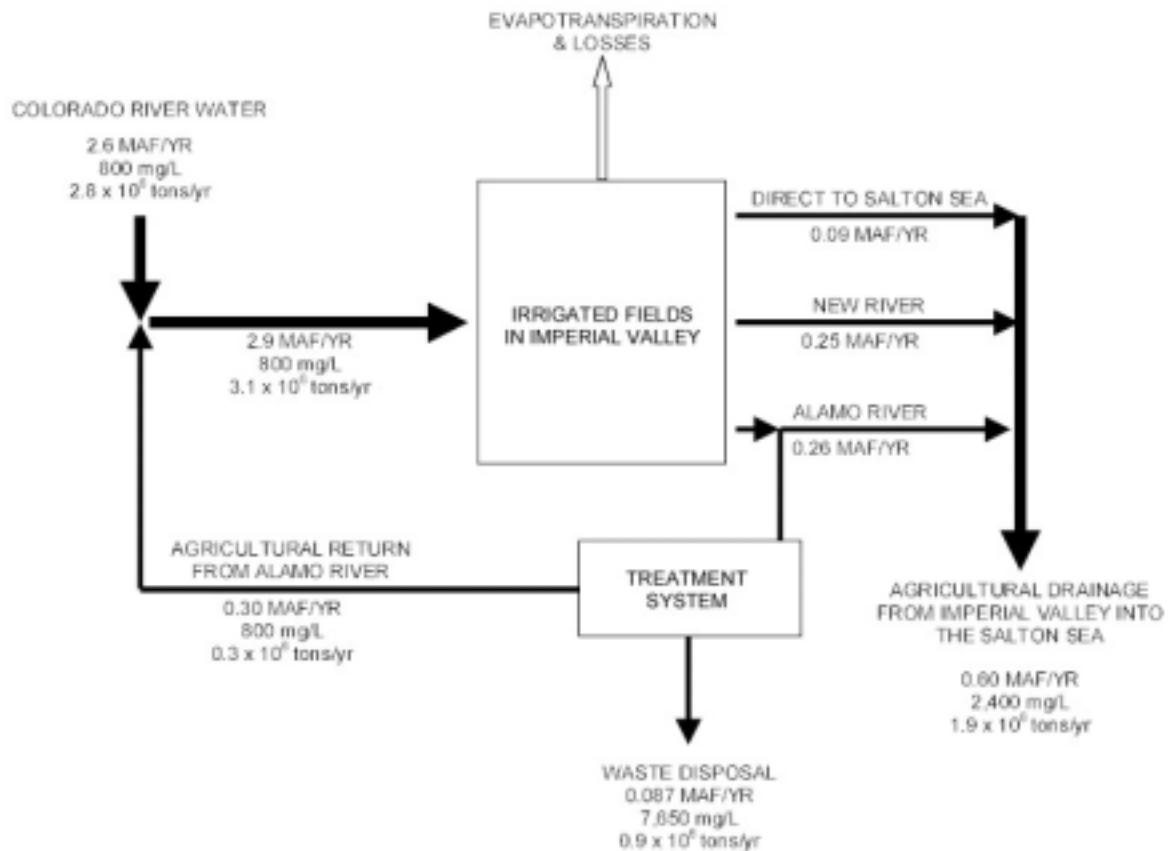 EVAPOTRANSPIRATION
& LOSSES
COLORADO RIVER WATER
2.6 MAF/YR
800 mg/L
2.8 x 10⁶ tons/yr
2.9 MAF/YR
800 mg/L
3.1 x 10⁶ tons/yr
IRRIGATED FIELDS
IN IMPERIAL VALLEY
DIRECT TO SALTON SEA
0.09 MAF/YR
NEW RIVER
0.25 MAF/YR
ALAMO RIVER
0.26 MAF/YR
AGRICULTURAL RETURN
FROM ALAMO RIVER
0.30 MAF/YR
800 mg/L
0.3 x 10⁶ tons/yr
TREATMENT
SYSTEM
AGRICULTURAL DRAINAGE
FROM IMPERIAL VALLEY INTO
THE SALTON SEA
0.60 MAF/YR
2,400 mg/L
1.9 x 10⁶ tons/yr
WASTE DISPOSAL
0.087 MAF/YR
7,650 mg/L
0.9 x 10⁶ tons/yr